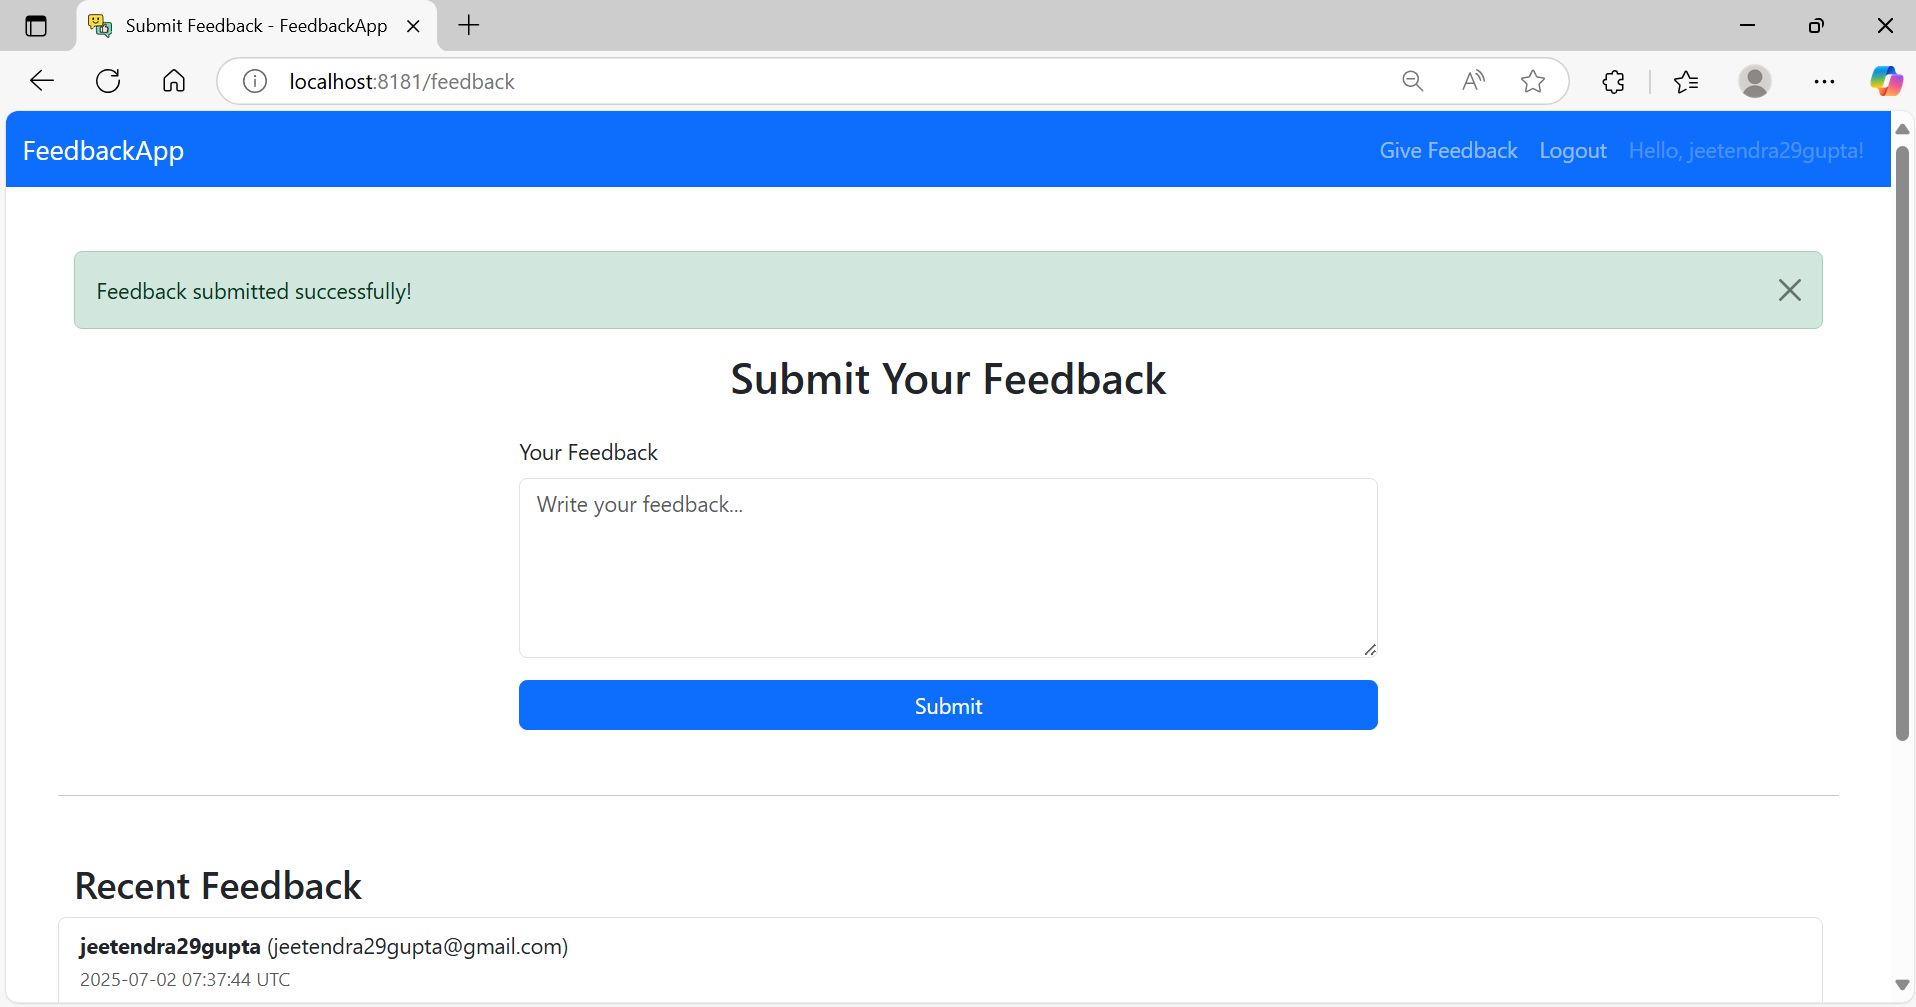 Submit Feedback - FeedbackApp
localhost:8181/feedback
FeedbackApp
Give Feedback Logout Hello, jeetendra29gupta!
Feedback submitted successfully!
Submit Your Feedback
Your Feedback
Write your feedback...
Submit
Recent Feedback
jeetendra29gupta (jeetendra29gupta@gmail.com)
2025-07-02 07:37:44 UTC